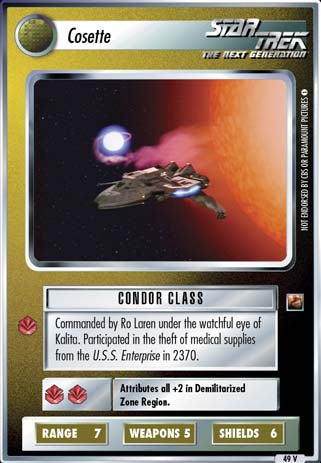 Cosette
STAR TREK
THE NEXT GENERATION
NOT ENDORSED BY CBS OR PARAMOUNT PICTURES
CONDOR CLASS
Commanded by Ro Laren under the watchful eye of
Kalita. Participated in the theft of medical supplies
from the U.S.S. Enterprise in 2370.
Attributes all +2 in Demilitarized
Zone Region.
RANGE 7 WEAPONS 5 SHIELDS 6
49 V